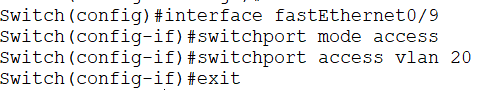 Switch(config)#interface fastEthernet0/9
Switch(config-if)#switchport mode access
Switch(config-if)#switchport access vlan 20
Switch(config-if)#exit